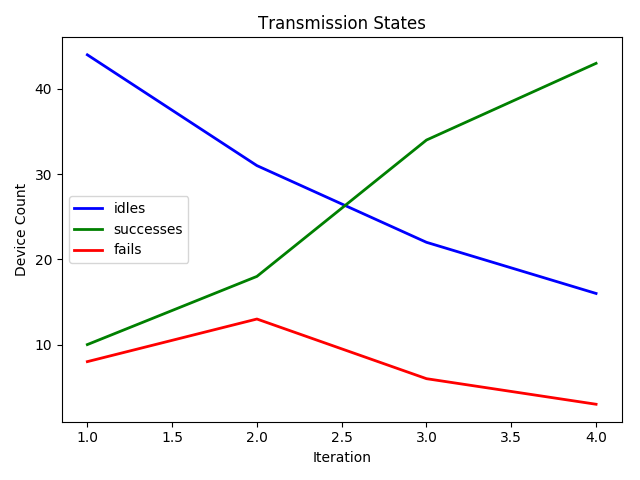 Transmission States
Device Count
40
30
20
10
idles
successes
fails
1.0 1.5 2.0 2.5 3.0 3.5 4.0
Iteration